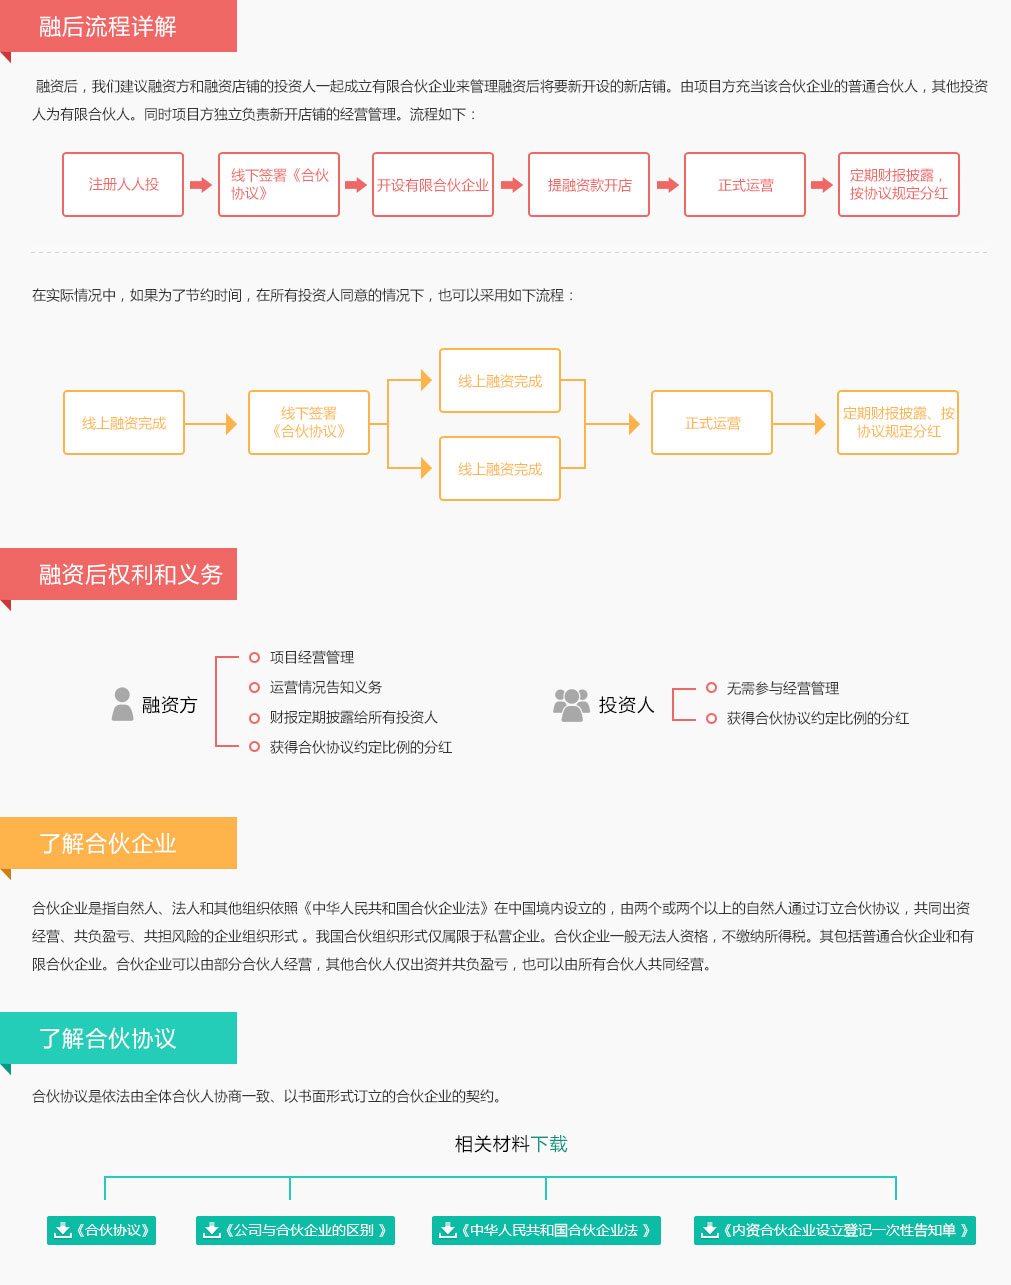 融后流程详解
融资后，我们建议融资方和融资店铺的投资人一起成立有限合伙企业来管理融资后将要新开设的新店铺。由项目方充当该合伙企业的普通合伙人，其他投资
人为有限合伙人。同时项目方独立负责新开店铺的经营管理。流程如下：
注册人人投
线下签署《合伙
协议》
开设有限合伙企业
提融资款开店
正式运营
定期财报披露，
按协议规定分红
在实际情况中，如果为了节约时间，在所有投资人同意的情况下，也可以采用如下流程：
线上融资完成
线下签署
《合伙协议》
线上融资完成
线上融资完成
正式运营
定期财报披露、按
协议规定分红
融资后权利和义务
融资方
项目经营管理
运营情况告知义务
财报定期披露给所有投资人
获得合伙协议约定比例的分红
投资人
无需参与经营管理
获得合伙协议约定比例的分红
了解合伙企业
合伙企业是指自然人、法人和其他组织依照《中华人民共和国合伙企业法》在中国境内设立的，由两个或两个以上的自然人通过订立合伙协议，共同出资
经营、共负盈亏、共担风险的企业组织形式 。我国合伙组织形式仅属限于私营企业。合伙企业一般无法人资格，不缴纳所得税。其包括普通合伙企业和有
限合伙企业。合伙企业可以由部分合伙人经营，其他合伙人仅出资并共负盈亏，也可以由所有合伙人共同经营。
了解合伙协议
合伙协议是依法由全体合伙人协商一致、以书面形式订立的合伙企业的契约。
相关材料下载
《合伙协议》
《公司与合伙企业的区别 》
《中华人民共和国合伙企业法 》
《内资合伙企业设立登记一次性告知单 》